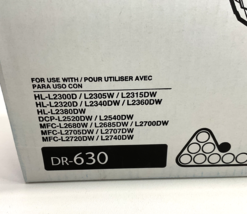 FOR USE WITH / POUR UTILISER AVEC
PARA USO CON
HL-L2300D / L2305W / L2315DW
HL-L2320D / L2340DW / L2360DW
HL-L2380DW
DCP-L2520DW / L2540DW
MFC-L2680W / L2685DW / L2700DW
MFC-L2705DW / L2707DW
MFC-L2720DW / L2740DW
DR-630